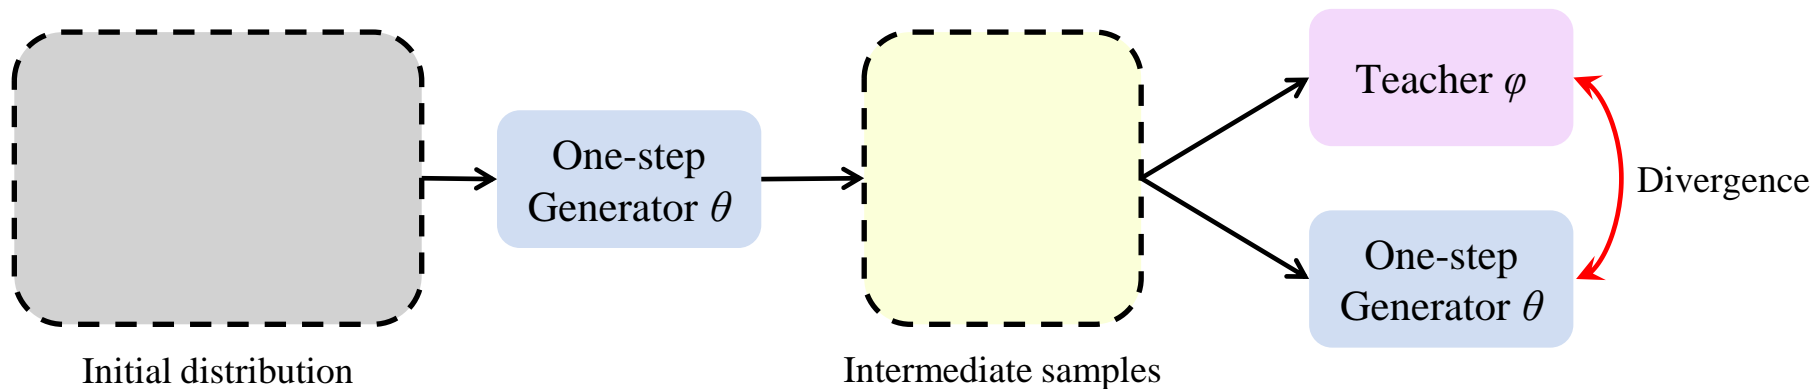 Initial distribution
One-step
Generator θ
Intermediate samples
Teacher φ
One-step
Generator θ
Divergence